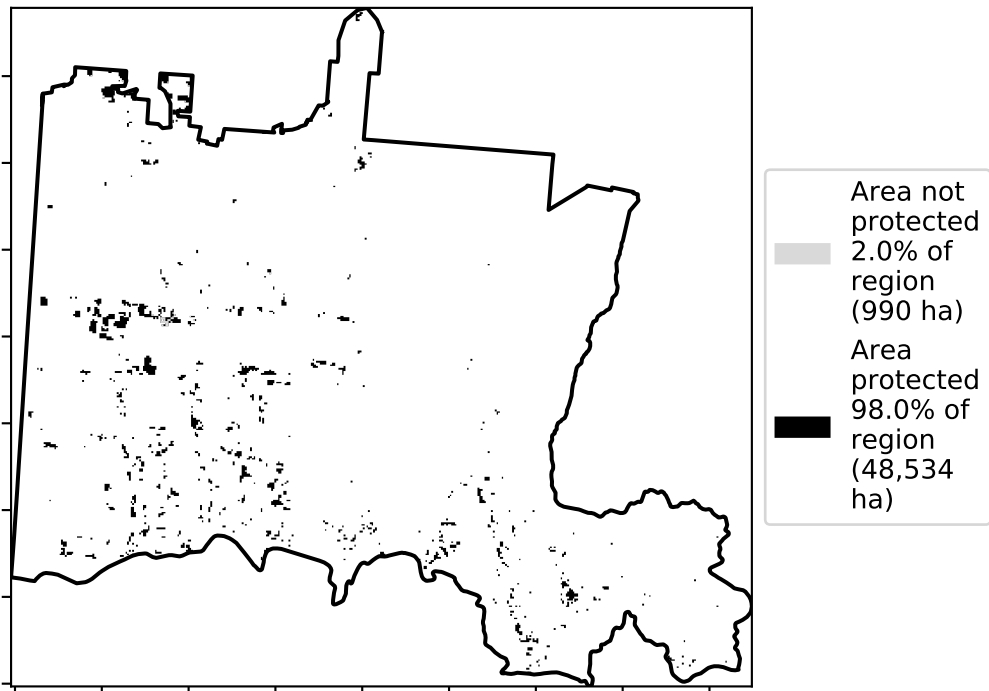 Area not
protected
2.0% of
region
(990 ha)
Area
protected
98.0% of
region
(48,534
ha)